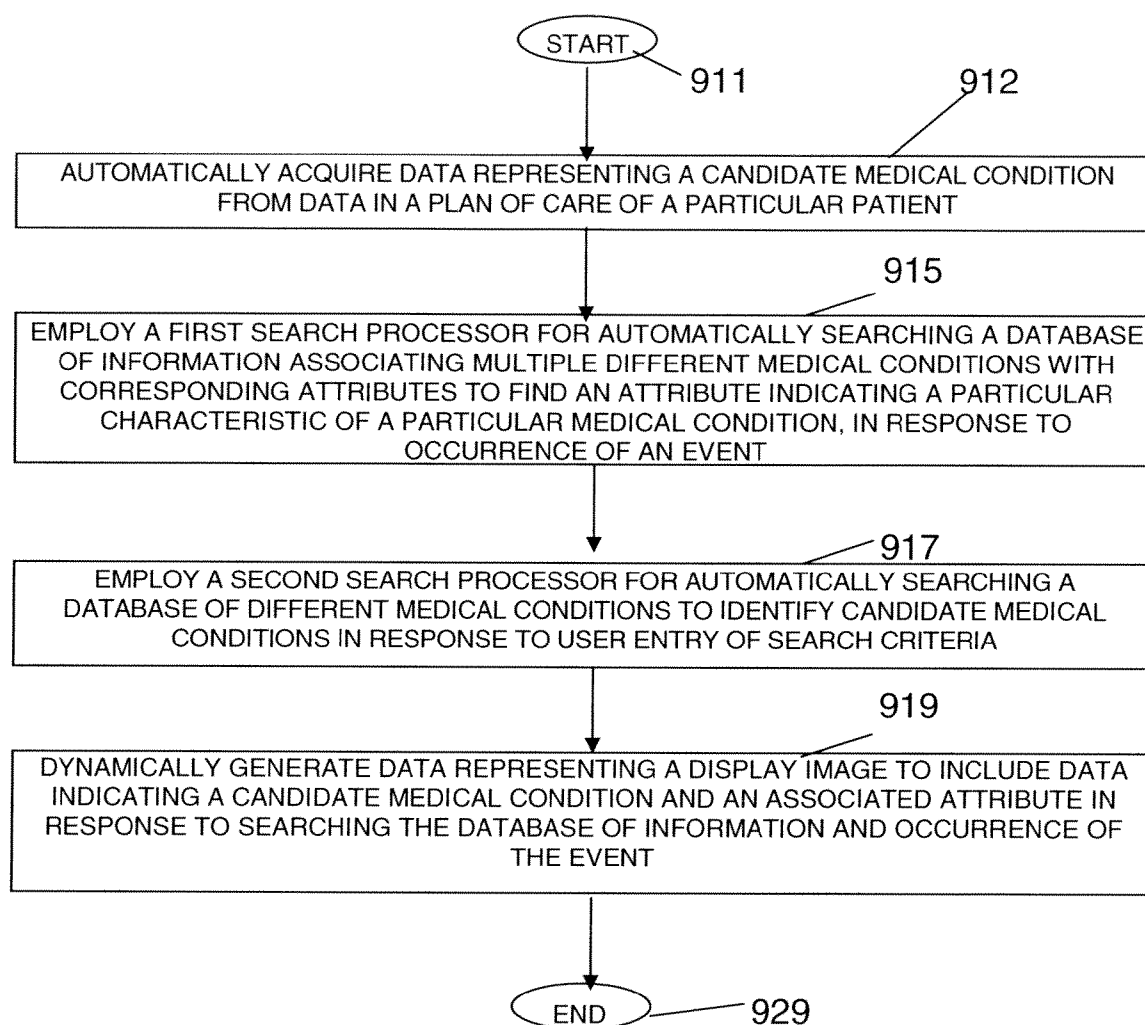 START
911
912
AUTOMATICALLY ACQUIRE DATA REPRESENTING A CANDIDATE MEDICAL CONDITION
FROM DATA IN A PLAN OF CARE OF A PARTICULAR PATIENT
915
EMPLOY A FIRST SEARCH PROCESSOR FOR AUTOMATICALLY SEARCHING A DATABASE
OF INFORMATION ASSOCIATING MULTIPLE DIFFERENT MEDICAL CONDITIONS WITH
CORRESPONDING ATTRIBUTES TO FIND AN ATTRIBUTE INDICATING A PARTICULAR
CHARACTERISTIC OF A PARTICULAR MEDICAL CONDITION, IN RESPONSE TO
OCCURRENCE OF AN EVENT
917
EMPLOY A SECOND SEARCH PROCESSOR FOR AUTOMATICALLY SEARCHING A
DATABASE OF DIFFERENT MEDICAL CONDITIONS TO IDENTIFY CANDIDATE MEDICAL
CONDITIONS IN RESPONSE TO USER ENTRY OF SEARCH CRITERIA
919
DYNAMICALLY GENERATE DATA REPRESENTING A DISPLAY IMAGE TO INCLUDE DATA
INDICATING A CANDIDATE MEDICAL CONDITION AND AN ASSOCIATED ATTRIBUTE IN
RESPONSE TO SEARCHING THE DATABASE OF INFORMATION AND OCCURRENCE OF
THE EVENT
END
929